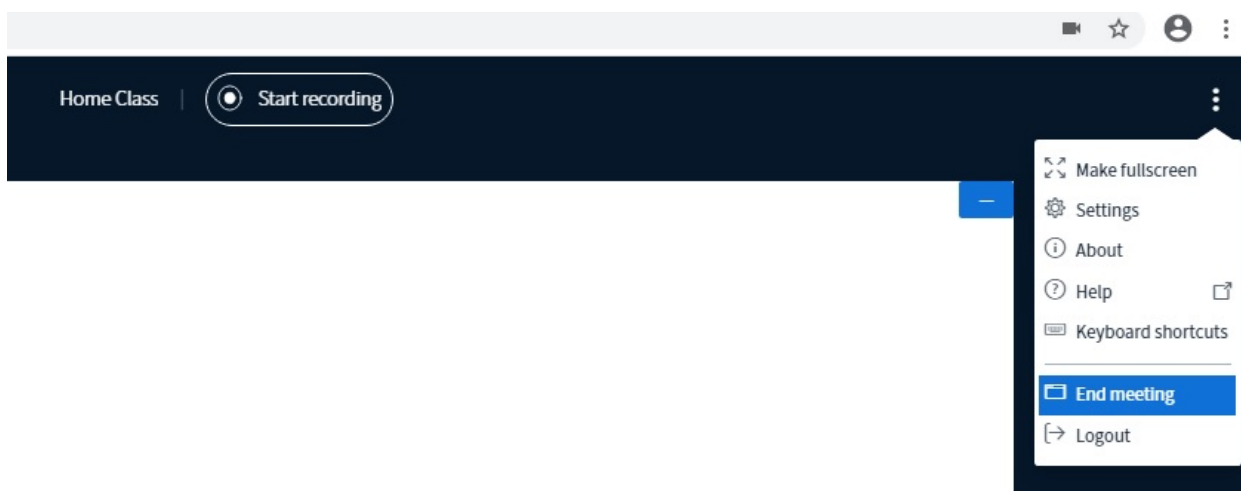 Home Class
Start recording
Make fullscreen
Settings
About
Help
Keyboard shortcuts
End meeting
Logout